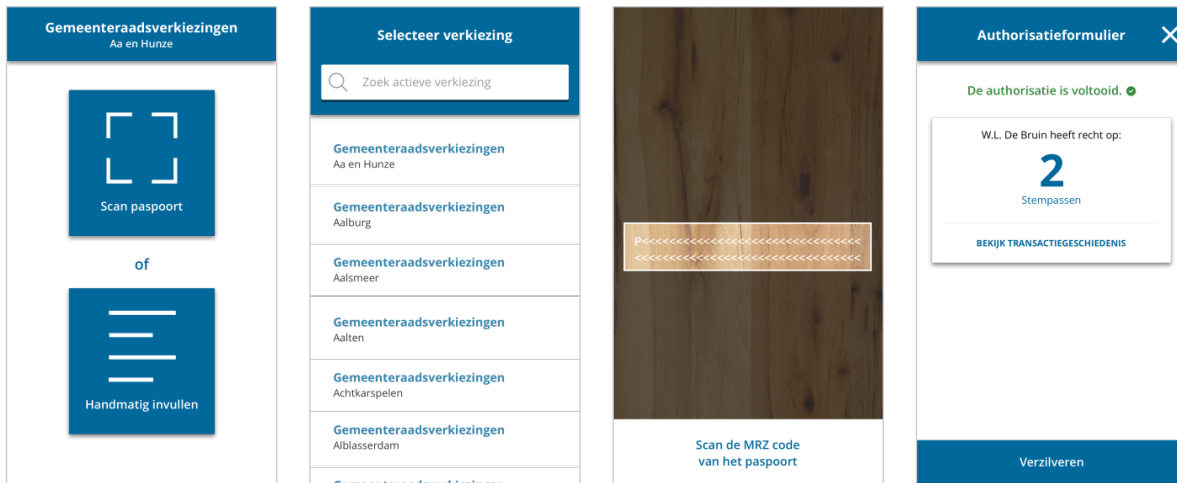 Gemeenteraadsverkiezingen
Aa en Hunze
Scan paspoort
of
Handmatig invullen
Selecteer verkiezing
Zoek actieve verkiezing
Gemeenteraadsverkiezingen
Aa en Hunze
Gemeenteraadsverkiezingen
Aalburg
Gemeenteraadsverkiezingen
Aalsmeer
Gemeenteraadsverkiezingen
Aalten
Gemeenteraadsverkiezingen
Achtkarspelen
Gemeenteraadsverkiezingen
Alblasserdam
P<<<<<<<<<<<<<<<<<<<<<<<<<<<<<<<<<
<<<<<<<<<<<<<<<<<<<<<<<<<<<<<<<<<<
Scan de MRZ code
van het paspoort
Authorisatieformulier
De authorisatie is voltooid.
W.L. De Bruin heeft recht op:
2
Stempassen
BEKIJK TRANSACTIEGESCHIEDENIS
Verzilveren